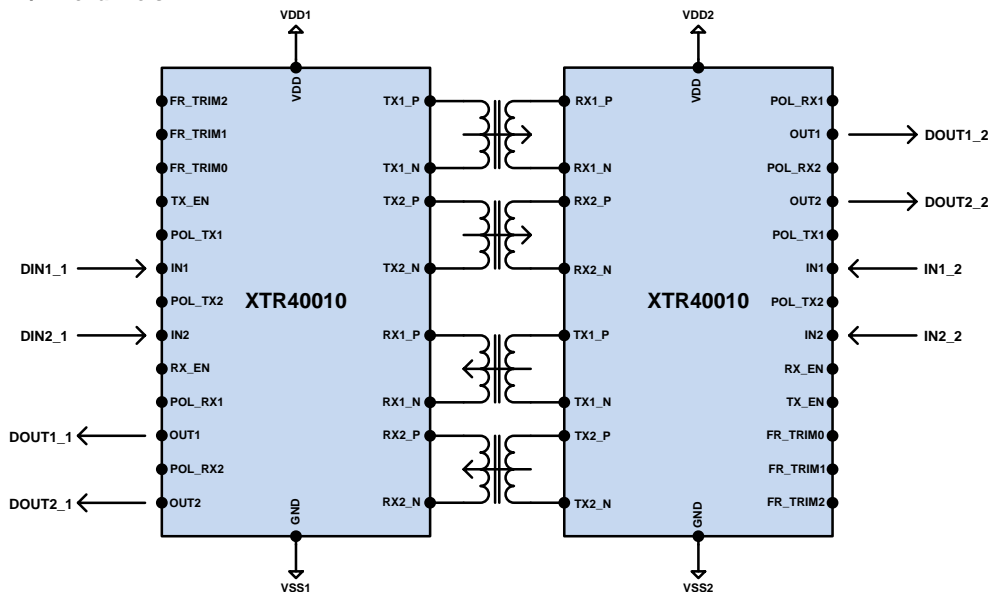 VDD1
VDD2
VDD
VDD
FR_TRIM2
TX1_P
RX1_P
POL_RX1
FR_TRIM1
OUT1
DOUT1_2
FR_TRIM0
TX1_N
RX1_N
POL_RX2
TX_EN
TX2_P
RX2_P
OUT2
DOUT2_2
POL_TX1
POL_TX1
DIN1_1
IN1
TX2_N
RX2_N
IN1
IN1_2
POL_TX2
XTR40010
XTR40010
POL_TX2
DIN2_1
IN2
RX1_P
TX1_P
IN2
IN2_2
RX_EN
RX_EN
POL_RX1
RX1_N
TX1_N
TX_EN
DOUT1_1
OUT1
RX2_P
TX2_P
FR_TRIM0
POL_RX2
FR_TRIM1
DOUT2_1
OUT2
RX2_N
TX2_N
FR_TRIM2
GND
GND
VSS1
VSS2